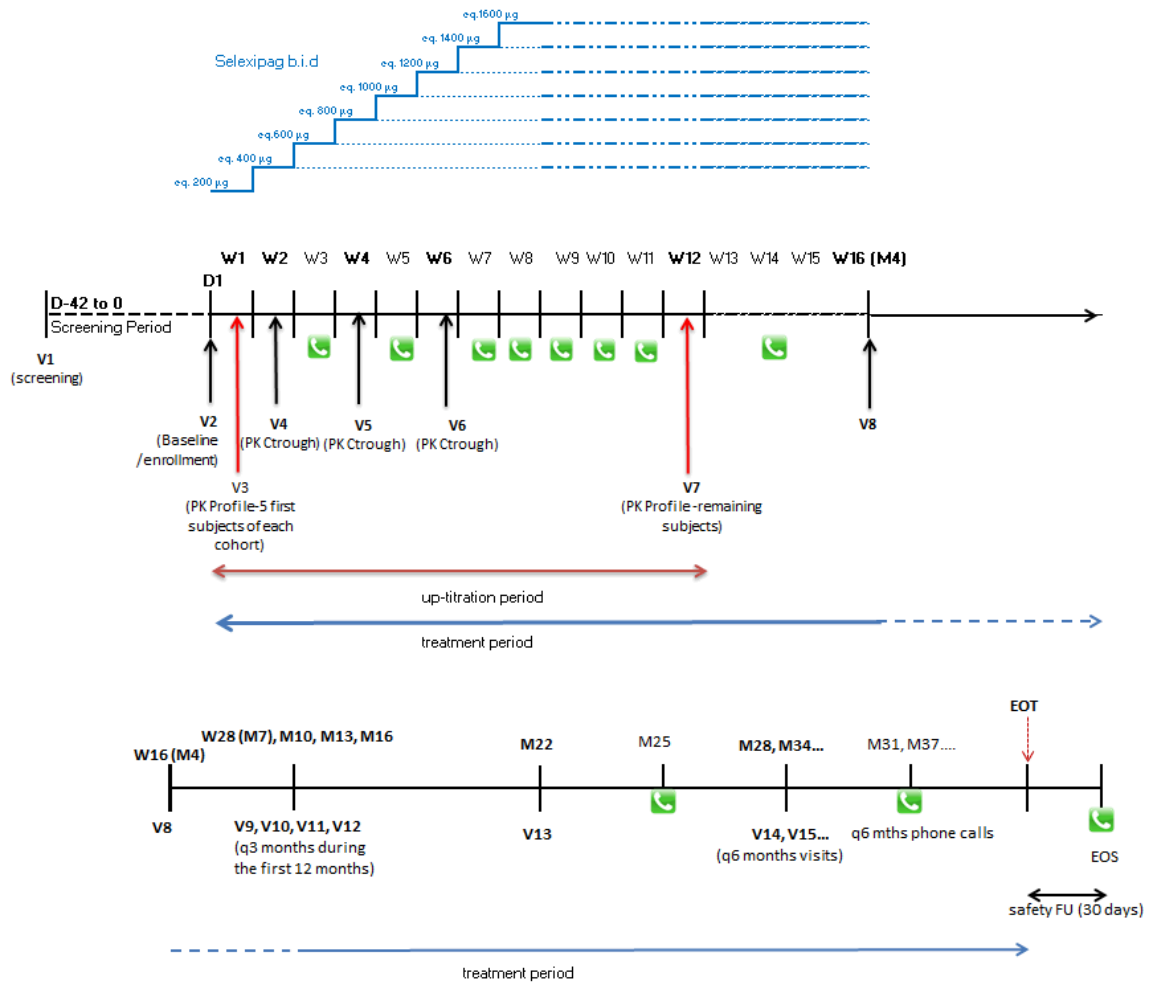 eq.1600 µg
eq. 1400 µg
eq. 1200 µg
Selexipag b.i.d
eq. 1000 µg
eq. 800 µg
eq.600 µg
eq. 400 µg
eq. 200 µg
W1 W2 W3 W4 W5 W6 W7 W8 W9 W10 W11 W12 W13 W14 W15 W16 (M4)
D1
D-42 to 0
Screening Period
V1
(screening)
V2
(Baseline
/enrollment)
V4
(PK Ctrough)
V5
(PK Ctrough)
V6
(PK Ctrough)
V8
V3
(PK Profile-5 first
subjects of each
cohort)
V7
(PK Profile -remaining
subjects)
up-titration period
treatment period
EOT
W16 (M4)
W28 (M7), M10, M13, M16
M22
M25
M28, M34...
M31, M37....
V8
V9, V10, V11, V12
(q3 months during
the first 12 months)
V13
V14, V15...
(q6 months visits)
q6 mths phone calls
EOS
safety FU (30 days)
treatment period